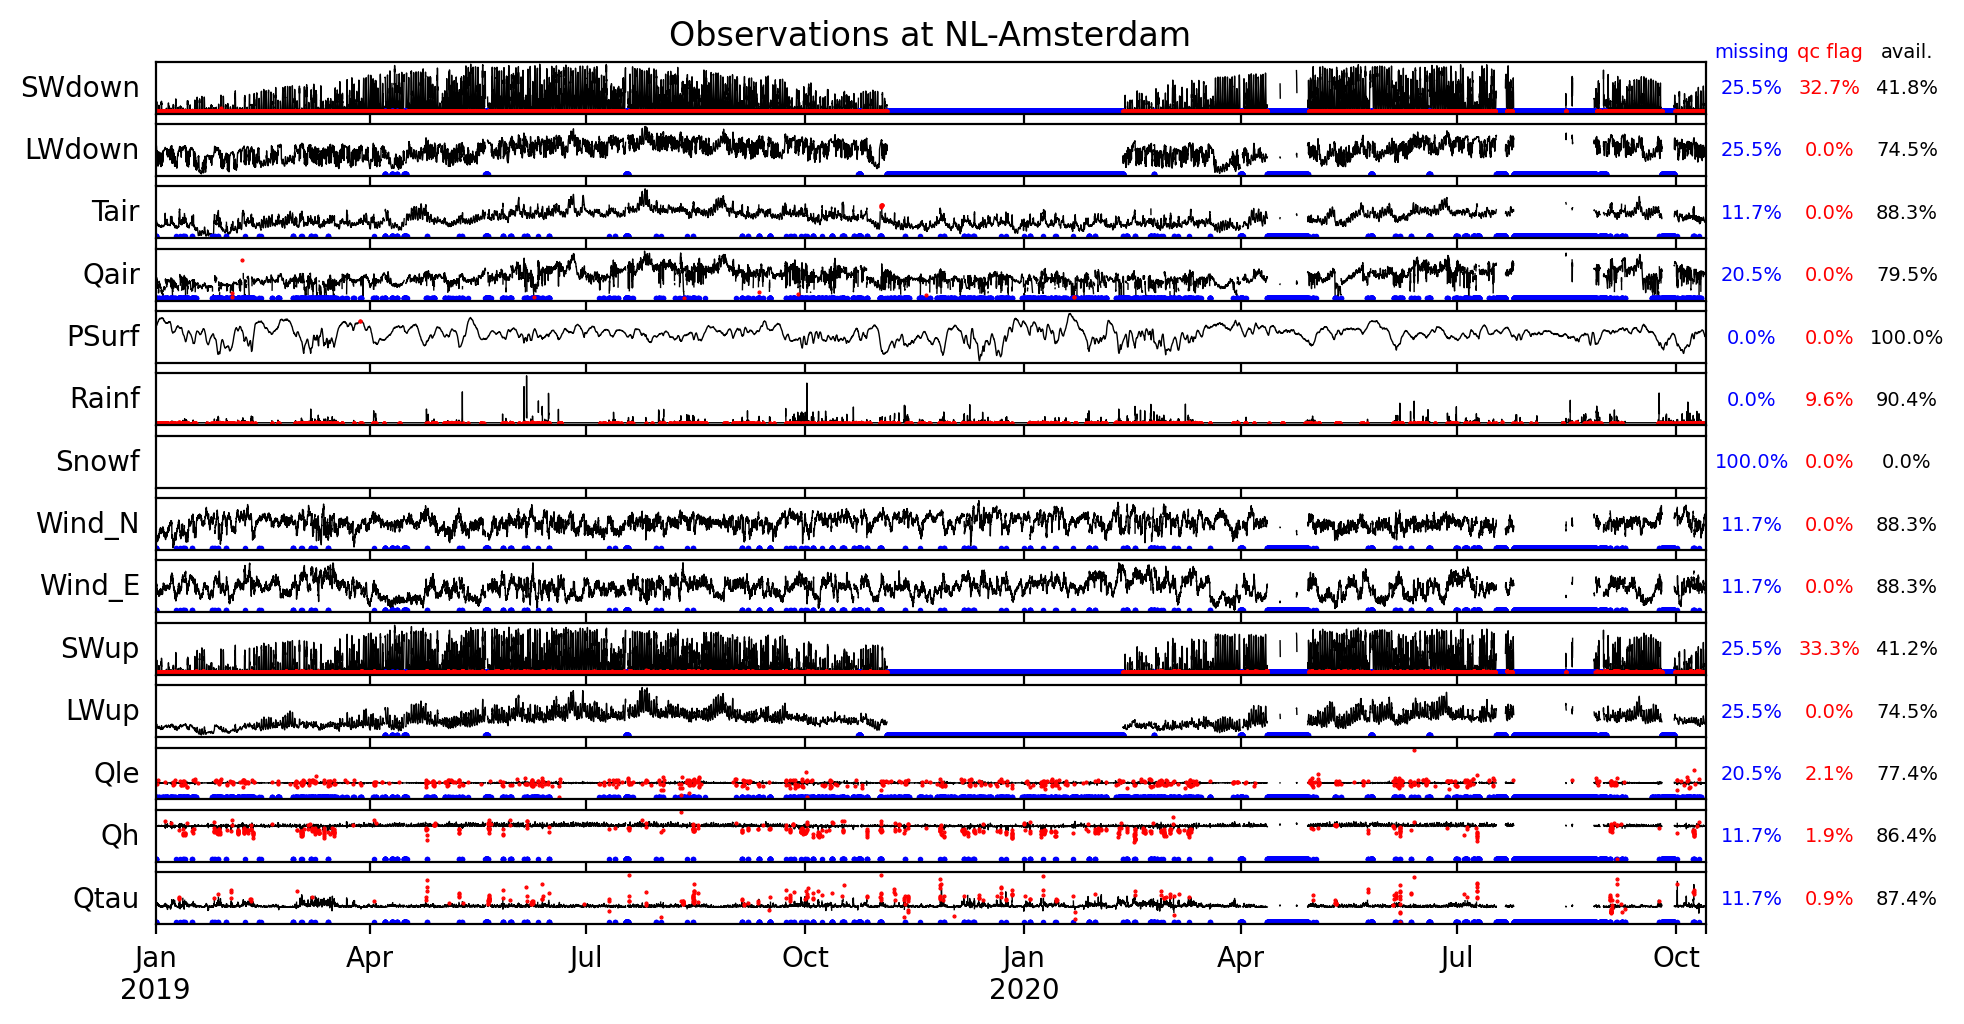 Observations at NL-Amsterdam
missing qc flag avail.
SWdown 25.5% 32.7% 41.8%
LWdown 25.5% 0.0% 74.5%
Tair 11.7% 0.0% 88.3%
Qair 20.5% 0.0% 79.5%
PSurf 0.0% 0.0% 100.0%
Rainf 0.0% 9.6% 90.4%
Snowf 100.0% 0.0% 0.0%
Wind_N 11.7% 0.0% 88.3%
Wind_E 11.7% 0.0% 88.3%
SWup 25.5% 33.3% 41.2%
LWup 25.5% 0.0% 74.5%
Qle 20.5% 2.1% 77.4%
Qh 11.7% 1.9% 86.4%
Qtau 11.7% 0.9% 87.4%
Jan Apr Jul Oct Jan Apr Jul Oct
2019 2020